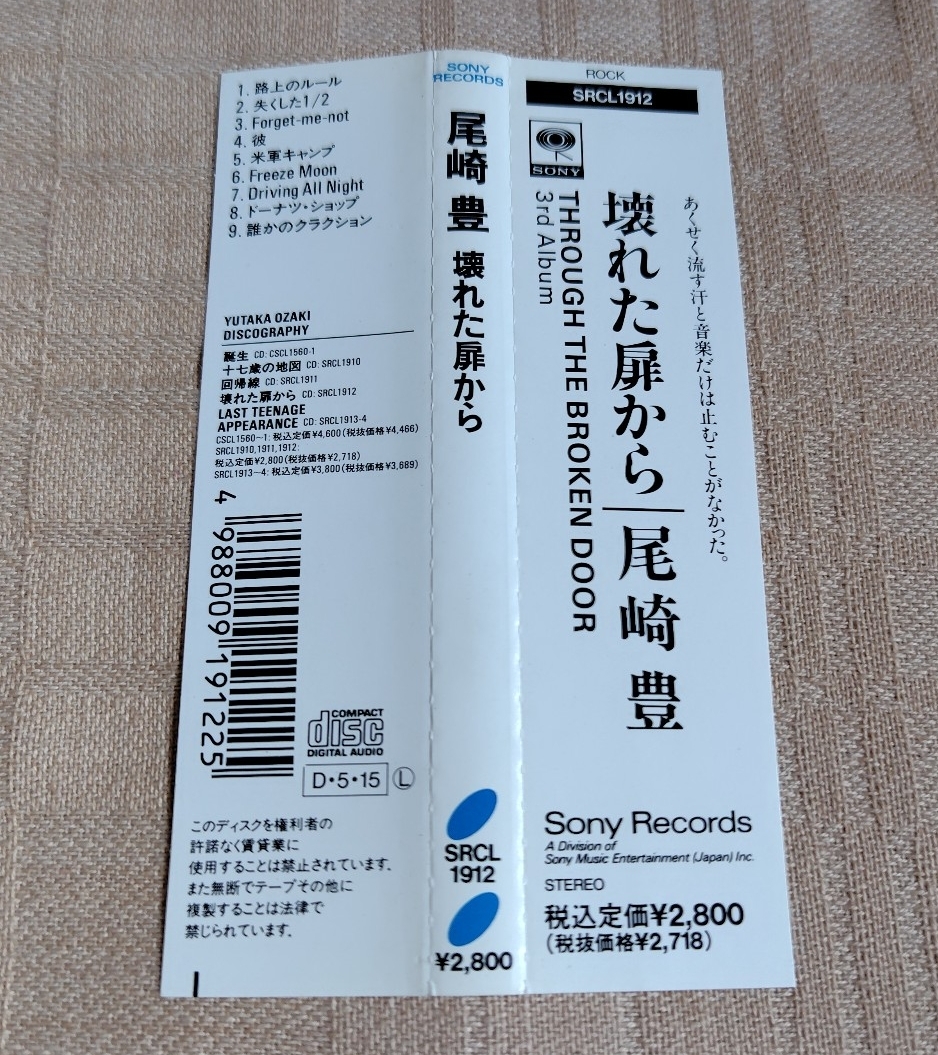 1. 路上のルール
2. 失くした1/2
3. Forget-me-not
4. 彼
5. 米軍キャンプ
6. Freeze Moon
7. Driving All Night
8. ドーナツ・ショップ
9. 誰かのクラクション
YUTAKA OZAKI
DISCOGRAPHY
誕生 CD: CSCL1560-1
十七歳の地図 CD: SRCL1910
回帰線 CD: SRCL1911
壊れた扉から CD: SRCL1912
LAST TEENAGE
APPEARANCE CD: SRCL1913-4
CSCL1560〜1: 税込定価¥4,600(税抜価格¥4,466)
SRCL1910,1911,1912:
税込定価¥2,800(税抜価格¥2,718)
SRCL1913〜4: 税込定価¥3,800(税抜価格¥3,689)
4 988009 191225
COMPACT
disc
DIGITAL AUDIO
D・5・15 L
このディスクを権利者の
許諾なく賃貸業に
使用することは禁止されています。
また無断でテープその他に
複製することは法律で
禁じられています。
SONY
RECORDS
尾崎 豊 壊れた扉から
SRCL
1912
¥2,800
ROCK
SRCL1912
SONY
あくせく流す汗と音楽だけは止むことがなかった。
壊れた扉から|尾崎 豊
THROUGH THE BROKEN DOOR
3rd Album
Sony Records
A Division of
Sony Music Entertainment (Japan) Inc.
STEREO
税込定価¥2,800
(税抜価格¥2,718)